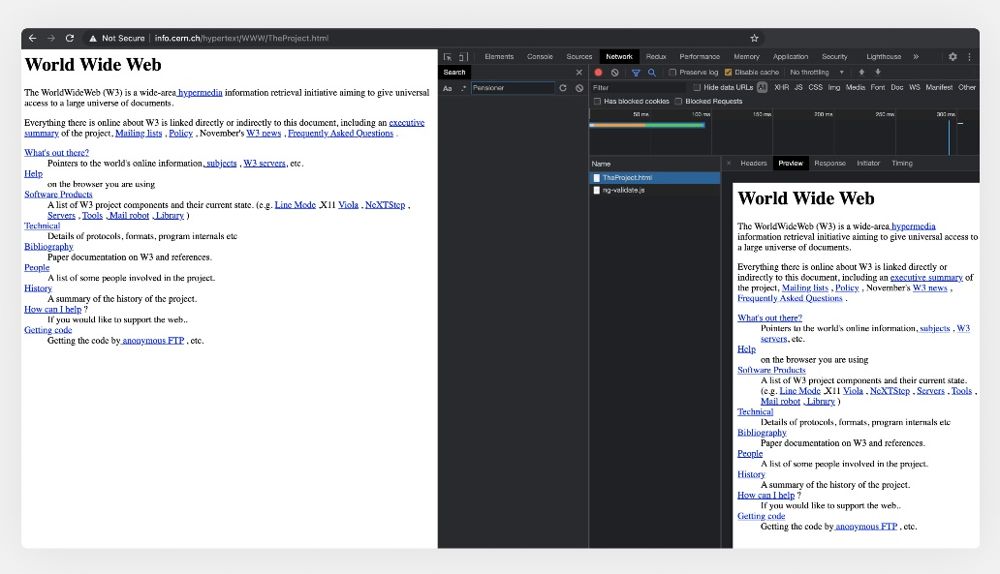 Not Secure | info.cern.ch/hypertext/WWW/TheProject.html
World Wide Web
The WorldWideWeb (W3) is a wide-area hypermedia information retrieval initiative aiming to give universal
access to a large universe of documents.
Everything there is online about W3 is linked directly or indirectly to this document, including an executive
summary of the project, Mailing lists , Policy , November's W3 news , Frequently Asked Questions .
What's out there?
Pointers to the world's online information, subjects , W3 servers, etc.
Help
on the browser you are using
Software Products
A list of W3 project components and their current state. (e.g. Line Mode ,X11 Viola , NeXTStep ,
Servers , Tools , Mail robot , Library )
Technical
Details of protocols, formats, program internals etc
Bibliography
Paper documentation on W3 and references.
People
A list of some people involved in the project.
History
A summary of the history of the project.
How can I help ?
If you would like to support the web..
Getting code
Getting the code by anonymous FTP , etc.
Elements Console Sources Network Redux Performance Memory Application Security Lighthouse »
Search
Aa .* Pensioner
Preserve log Disable cache No throttling
Filter Hide data URLs All XHR JS CSS Img Media Font Doc WS Manifest Other
Has blocked cookies Blocked Requests
50 ms 100 ms 150 ms 200 ms 250 ms 300 ms
Name
TheProject.html
ng-validate.js
× Headers Preview Response Initiator Timing
World Wide Web
The WorldWideWeb (W3) is a wide-area hypermedia
information retrieval initiative aiming to give universal access to
a large universe of documents.
Everything there is online about W3 is linked directly or
indirectly to this document, including an executive summary of
the project, Mailing lists , Policy , November's W3 news ,
Frequently Asked Questions .
What's out there?
Pointers to the world's online information, subjects , W3
servers, etc.
Help
on the browser you are using
Software Products
A list of W3 project components and their current state.
(e.g. Line Mode ,X11 Viola , NeXTStep , Servers , Tools ,
Mail robot , Library )
Technical
Details of protocols, formats, program internals etc
Bibliography
Paper documentation on W3 and references.
People
A list of some people involved in the project.
History
A summary of the history of the project.
How can I help ?
If you would like to support the web..
Getting code
Getting the code by anonymous FTP , etc.